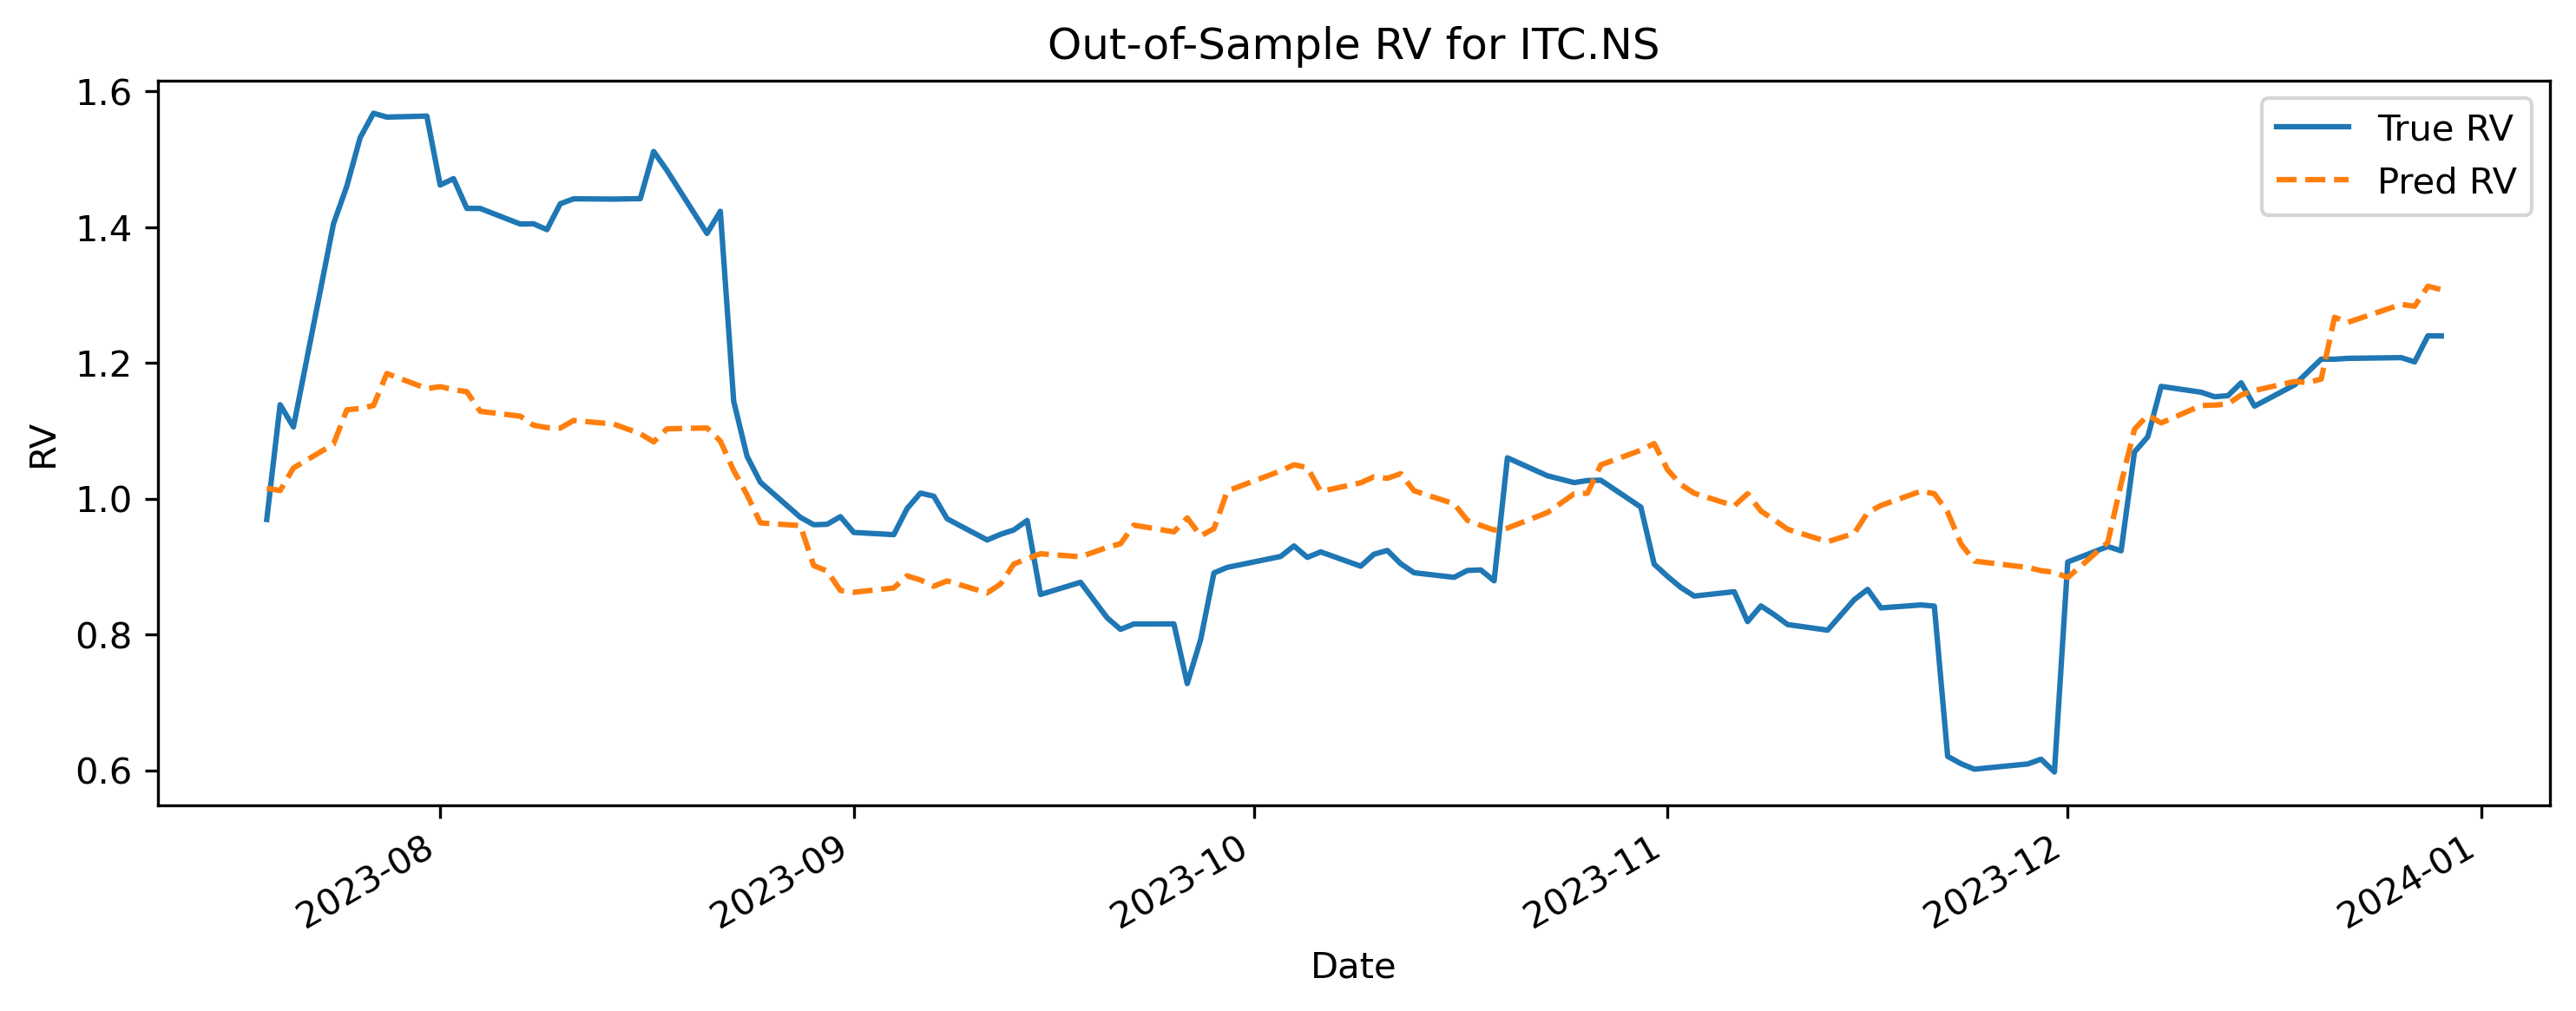 Out-of-Sample RV for ITC.NS
True RV
Pred RV
RV
1.6
1.4
1.2
1.0
0.8
0.6
2023-08
2023-09
2023-10
2023-11
2023-12
2024-01
Date